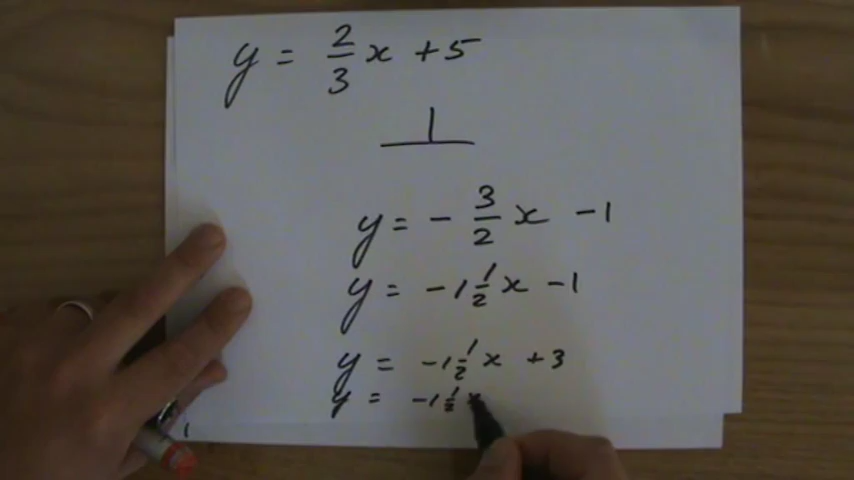 y = 2/3 x + 5
y = - 3/2 x - 1
y = -1 1/2 x - 1
y = -1 1/2 x + 3
y = -1 1/2 x